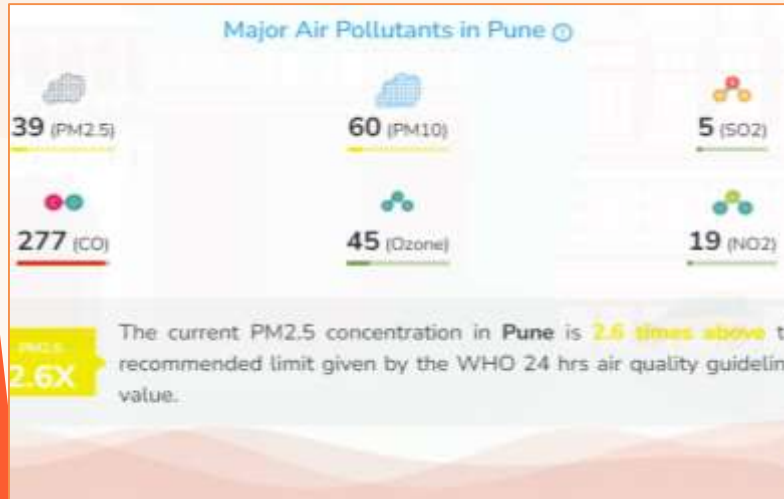 Major Air Pollutants in Pune
39 (PM2.5)
60 (PM10)
5 (SO2)
277 (CO)
45 (Ozone)
19 (NO2)
PM2.5
2.6X
The current PM2.5 concentration in Pune is 2.6 times above t
recommended limit given by the WHO 24 hrs air quality guidelin
value.